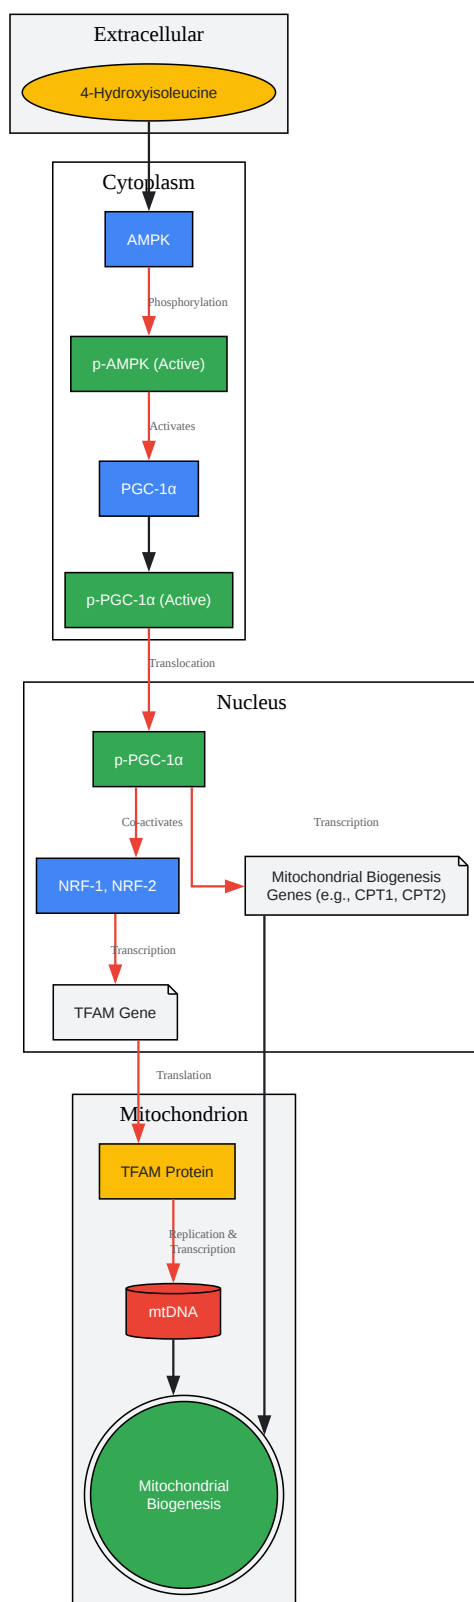 Extracellular
4-Hydroxyisoleucine
Cytoplasm
AMPK
Phosphorylation
p-AMPK (Active)
Activates
PGC-1α
p-PGC-1α (Active)
Translocation
Nucleus
p-PGC-1α
Co-activates
Transcription
NRF-1, NRF-2
Mitochondrial Biogenesis
Genes (e.g., CPT1, CPT2)
Transcription
TFAM Gene
Translation
Mitochondrion
TFAM Protein
Replication &
Transcription
mtDNA
Mitochondrial
Biogenesis